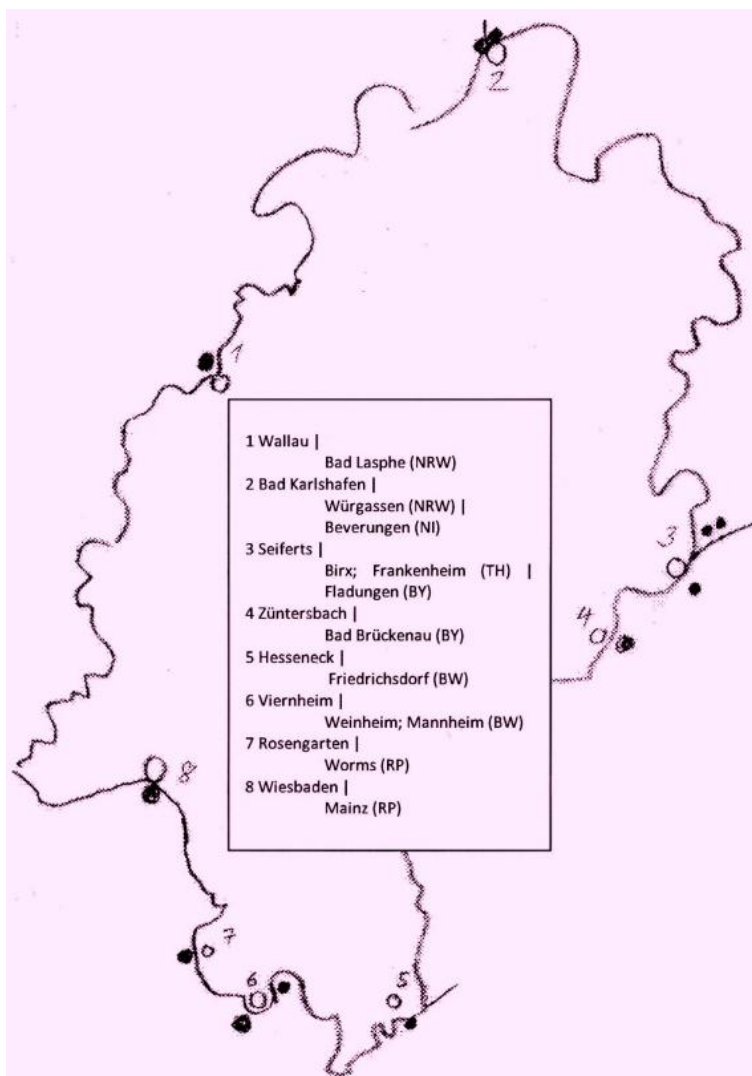 2
1
1 Wallau |
Bad Lasphe (NRW)
2 Bad Karlshafen |
Würgassen (NRW) |
Beverungen (NI)
3 Seiferts |
Birx; Frankenheim (TH) |
Fladungen (BY)
4 Züntersbach |
Bad Brückenau (BY)
5 Hesseneck |
Friedrichsdorf (BW)
6 Viernheim |
Weinheim; Mannheim (BW)
7 Rosengarten |
Worms (RP)
8 Wiesbaden |
Mainz (RP)
3
4
8
7
6
5